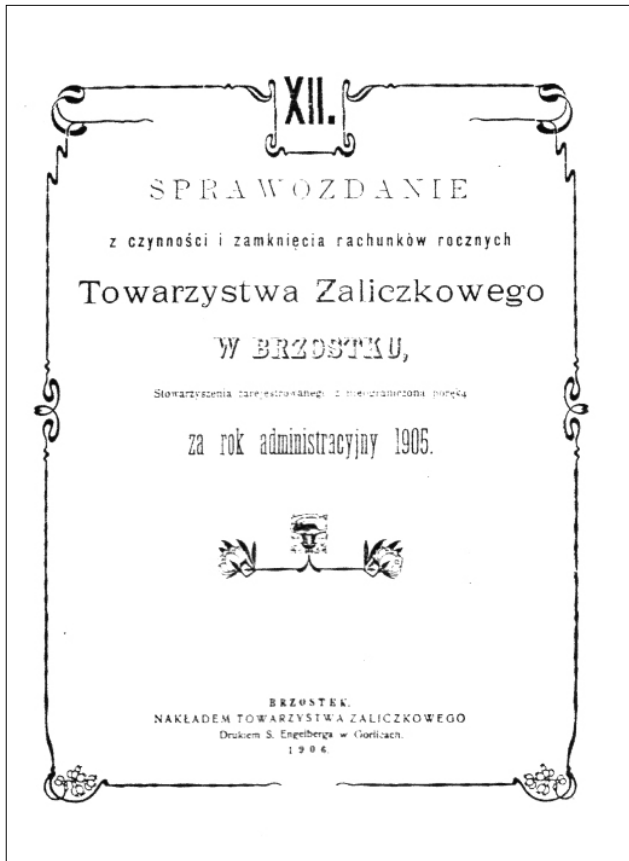 XII.
SPRAWOZDANIE
z czynności i zamknięcia rachunków rocznych
Towarzystwa Zaliczkowego
W BRZOSTKU,
Stowarzyszenia zarejestrowanego z nieograniczoną poręką
za rok administracyjny 1905.
BRZOSTEK.
NAKŁADEM TOWARZYSTWA ZALICZKOWEGO
Drukiem S. Engelberga w Gorlicach.
1906.